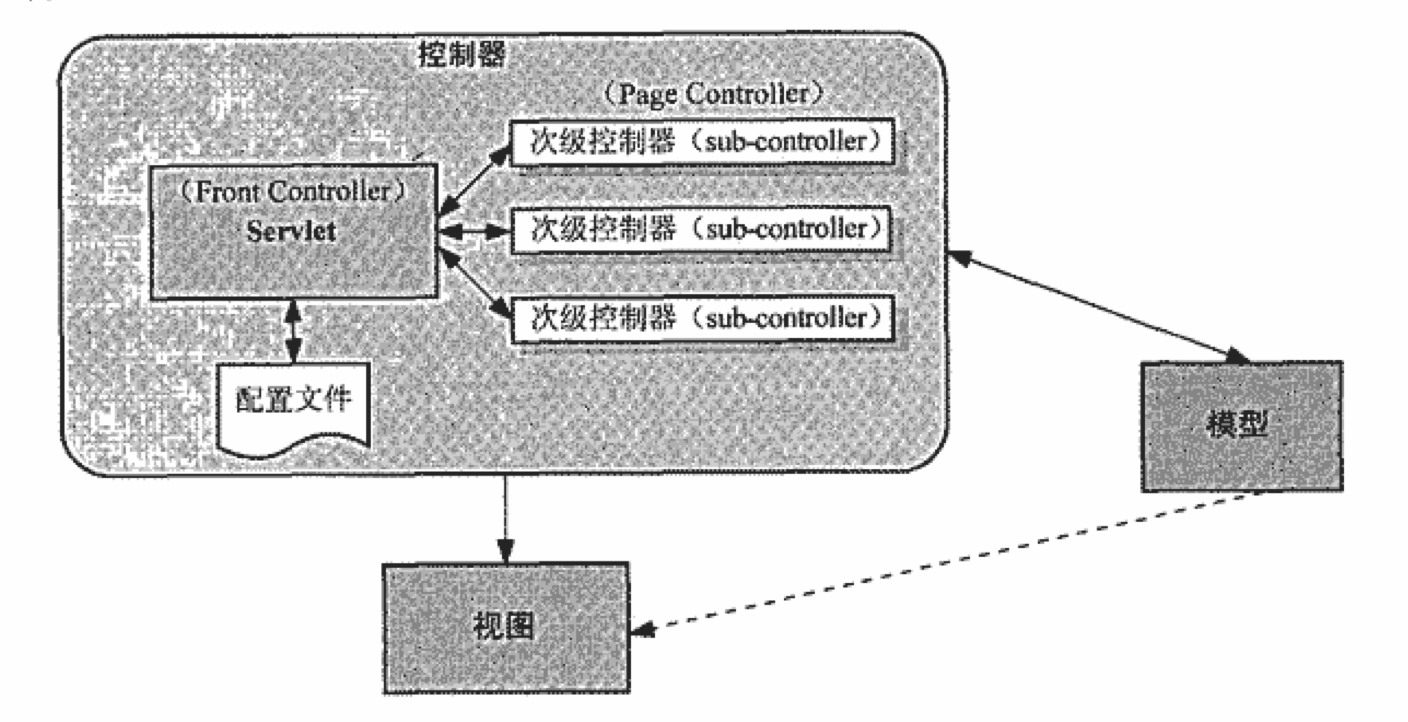 控制器
（Page Controller）
次级控制器（sub-controller）
（Front Controller）
Servlet
次级控制器（sub-controller）
次级控制器（sub-controller）
配置文件
模型
视图